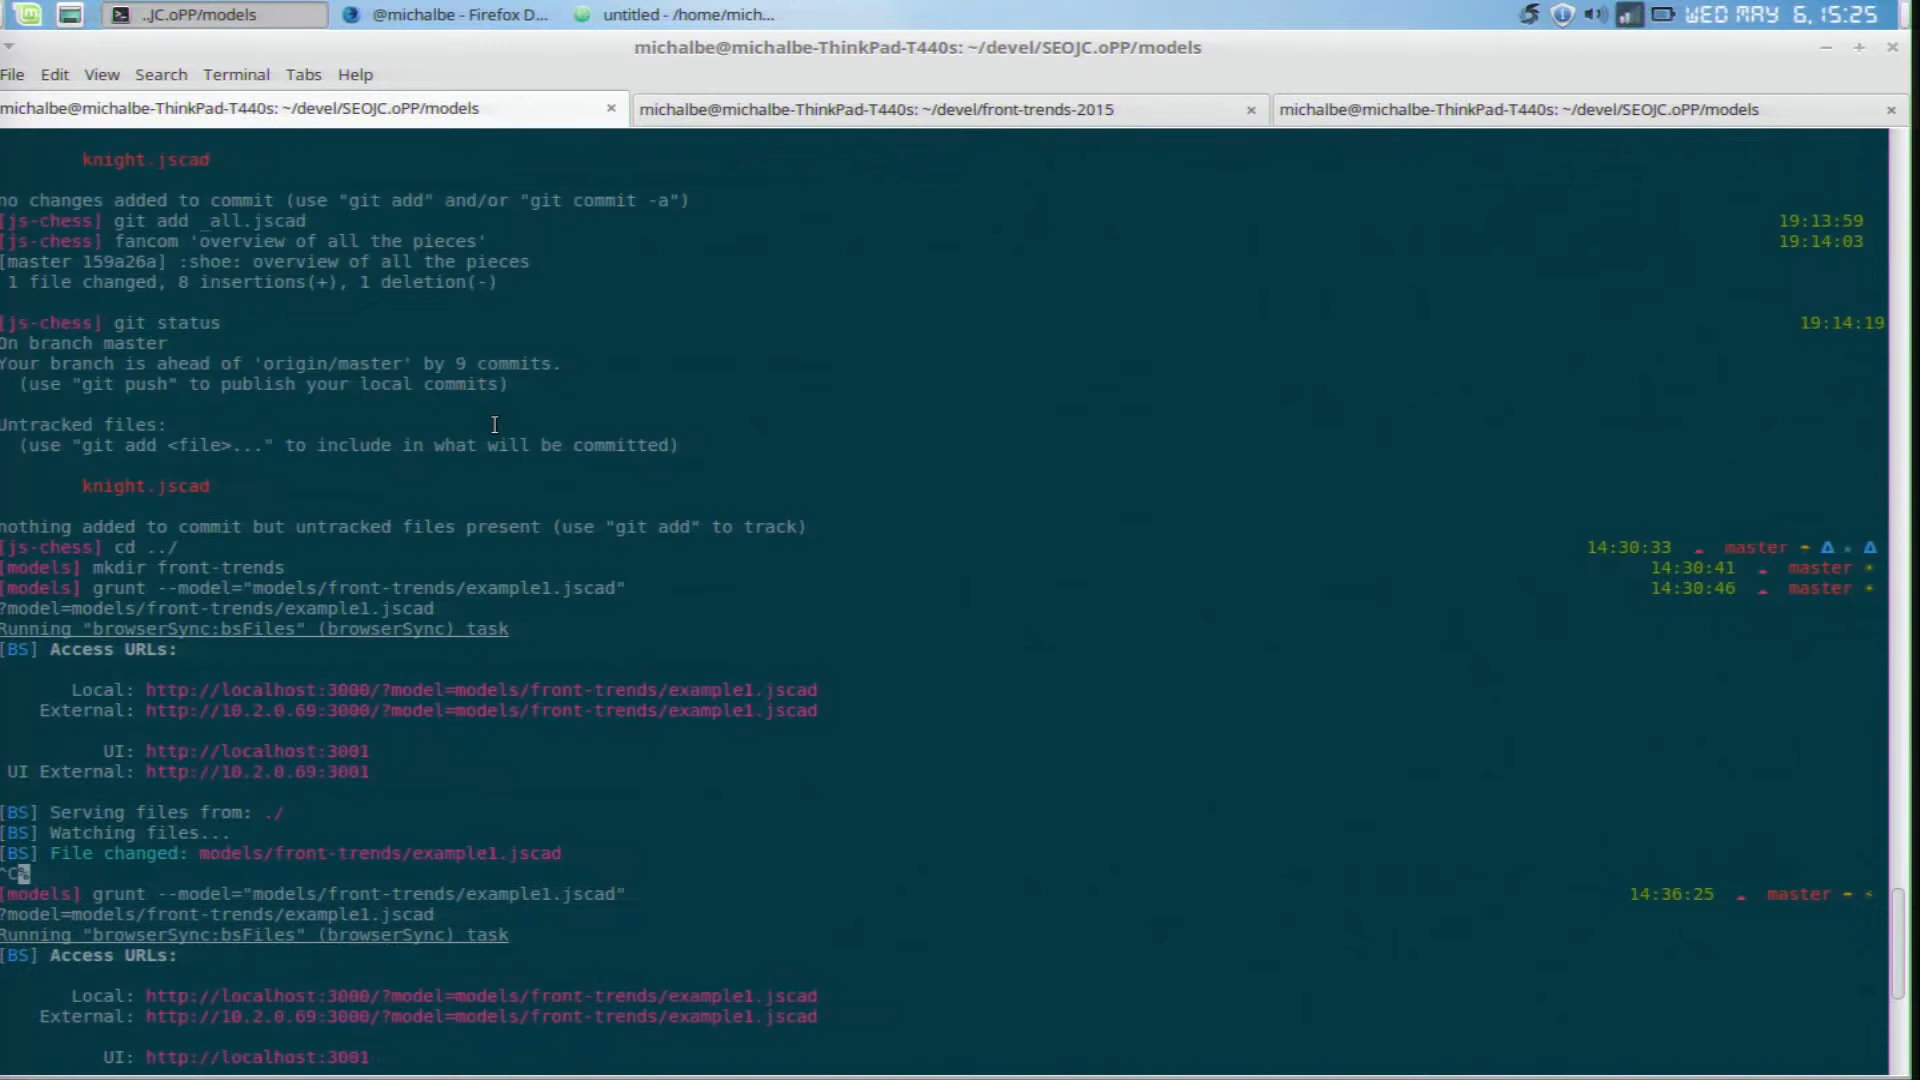 ..JC.oPP/models
@michalbe - Firefox D...
untitled - /home/mich...
WED MAY 6, 15:25
michalbe@michalbe-ThinkPad-T440s: ~/devel/SEOJC.oPP/models
File Edit View Search Terminal Tabs Help
michalbe@michalbe-ThinkPad-T440s: ~/devel/SEOJC.oPP/models
michalbe@michalbe-ThinkPad-T440s: ~/devel/front-trends-2015
michalbe@michalbe-ThinkPad-T440s: ~/devel/SEOJC.oPP/models
knight.jscad
no changes added to commit (use "git add" and/or "git commit -a")
[js-chess] git add _all.jscad 19:13:59
[js-chess] fancom 'overview of all the pieces' 19:14:03
[master 159a26a] :shoe: overview of all the pieces
1 file changed, 8 insertions(+), 1 deletion(-)
[js-chess] git status 19:14:19
On branch master
Your branch is ahead of 'origin/master' by 9 commits.
(use "git push" to publish your local commits)
Untracked files:
(use "git add <file>..." to include in what will be committed)
knight.jscad
nothing added to commit but untracked files present (use "git add" to track)
[js-chess] cd ../ 14:30:33 master
[models] mkdir front-trends 14:30:41 master
[models] grunt --model="models/front-trends/example1.jscad" 14:30:46 master
?model=models/front-trends/example1.jscad
Running "browserSync:bsFiles" (browserSync) task
[BS] Access URLs:
Local: http://localhost:3000/?model=models/front-trends/example1.jscad
External: http://10.2.0.69:3000/?model=models/front-trends/example1.jscad
UI: http://localhost:3001
UI External: http://10.2.0.69:3001
[BS] Serving files from: ./
[BS] Watching files...
[BS] File changed: models/front-trends/example1.jscad
^C%
[models] grunt --model="models/front-trends/example1.jscad" 14:36:25 master
?model=models/front-trends/example1.jscad
Running "browserSync:bsFiles" (browserSync) task
[BS] Access URLs:
Local: http://localhost:3000/?model=models/front-trends/example1.jscad
External: http://10.2.0.69:3000/?model=models/front-trends/example1.jscad
UI: http://localhost:3001